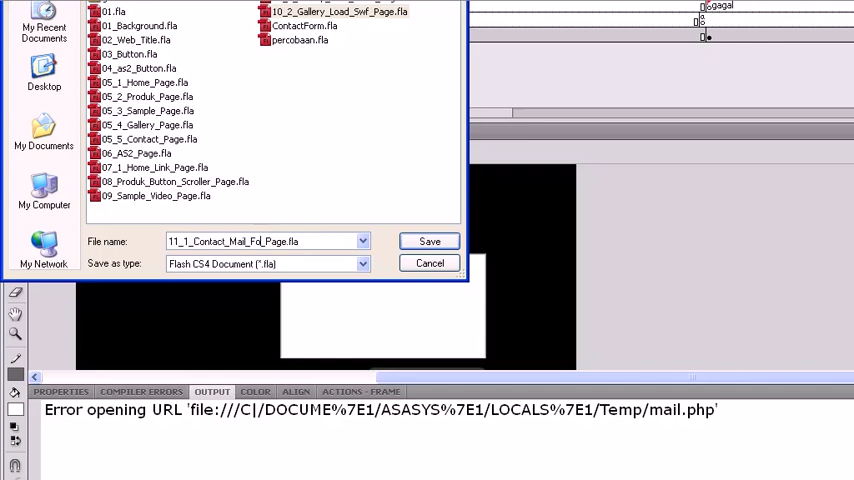 My Recent
Documents
Desktop
My Documents
My Computer
My Network
01.fla
01_Background.fla
02_Web_Title.fla
03_Button.fla
04_as2_Button.fla
05_1_Home_Page.fla
05_2_Produk_Page.fla
05_3_Sample_Page.fla
05_4_Gallery_Page.fla
05_5_Contact_Page.fla
06_AS2_Page.fla
07_1_Home_Link_Page.fla
08_Produk_Button_Scroller_Page.fla
09_Sample_Video_Page.fla
10_2_Gallery_Load_Swf_Page.fla
ContactForm.fla
percobaan.fla
File name:
11_1_Contact_Mail_Fo_Page.fla
Save
Save as type:
Flash CS4 Document (*.fla)
Cancel
gagal
PROPERTIES
COMPILER ERRORS
OUTPUT
COLOR
ALIGN
ACTIONS - FRAME
Error opening URL 'file:///C|/DOCUME%7E1/ASASYS%7E1/LOCALS%7E1/Temp/mail.php'